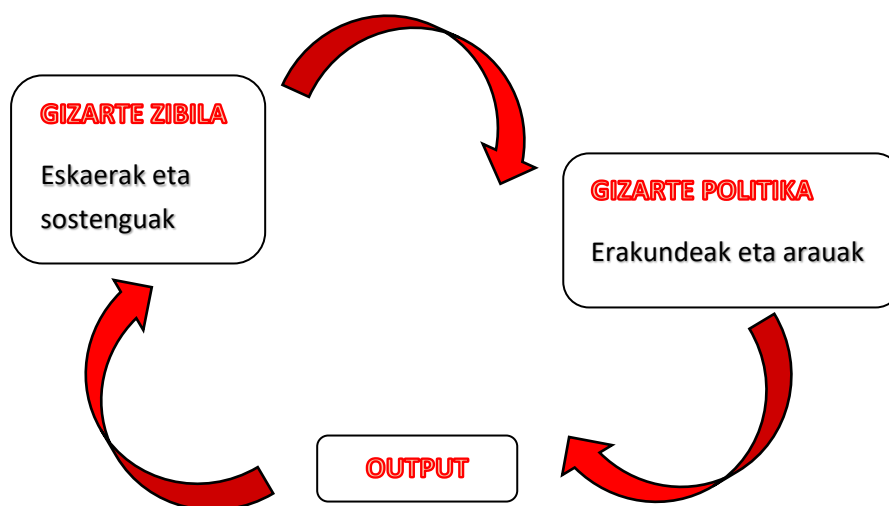 GIZARTE ZIBILA
Eskaerak eta
sostenguak
GIZARTE POLITIKA
Erakundeak eta arauak
OUTPUT